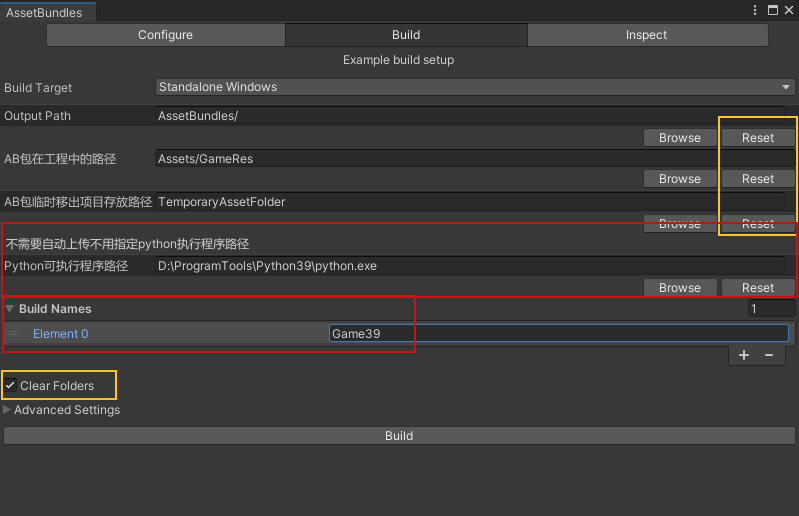 AssetBundles
Configure Build Inspect
Example build setup
Build Target Standalone Windows
Output Path AssetBundles/
Browse Reset
AB包在工程中的路径 Assets/GameRes
Browse Reset
AB包临时移出项目存放路径 TemporaryAssetFolder
Browse Reset
不需要自动上传不用指定python执行程序路径
Python可执行程序路径 D:\ProgramTools\Python39\python.exe
Browse Reset
Build Names 1
Element 0 Game39
+ −
Clear Folders
Advanced Settings
Build